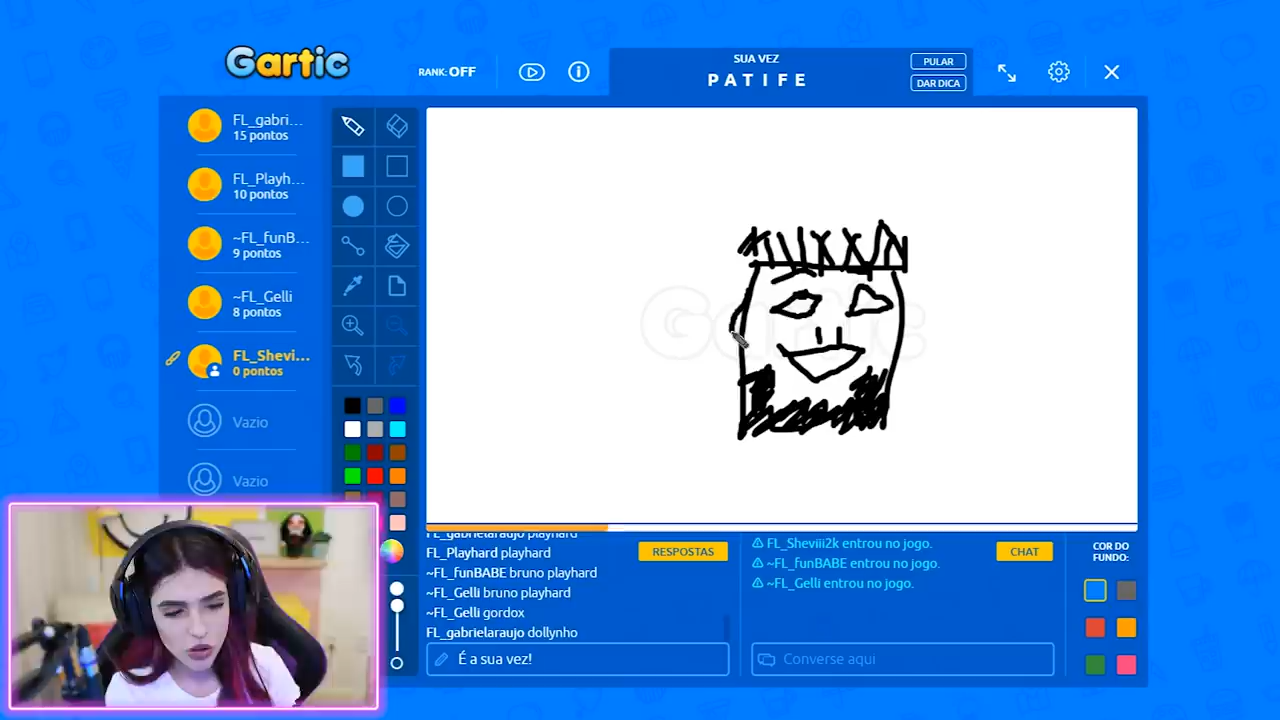 Gartic
RANK: OFF
SUA VEZ
PATIFE
PULAR
DAR DICA
FL_gabri...
15 pontos
FL_Playh...
10 pontos
~FL_funB...
9 pontos
~FL_Gelli
8 pontos
FL_Shevi...
0 pontos
Vazio
Vazio
Gartic
FL_gabrielaraujo playhard
FL_Playhard playhard
~FL_funBABE bruno playhard
~FL_Gelli bruno playhard
~FL_Gelli gordox
FL_gabrielaraujo dollynho
RESPOSTAS
É a sua vez!
FL_Sheviii2k entrou no jogo.
~FL_funBABE entrou no jogo.
~FL_Gelli entrou no jogo.
CHAT
Converse aqui
COR DO
FUNDO: